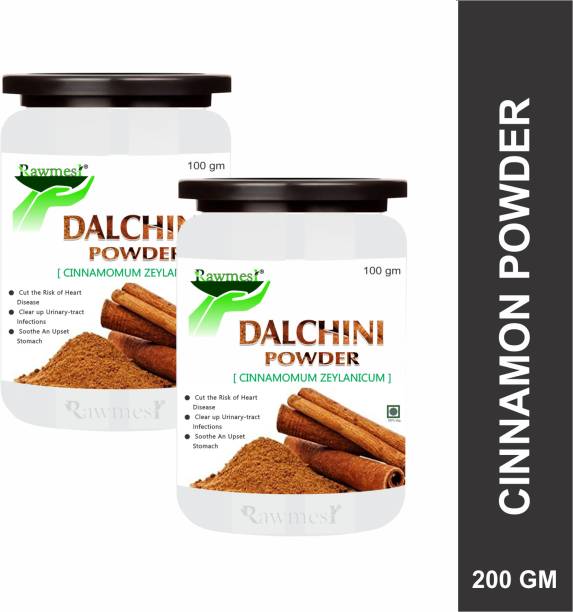 Rawmest®
100 gm
DALCHINI
POWDER
[ CINNAMOMUM ZEYLANI
● Cut the Risk of Heart
Disease
● Clear up Urinary-tract
Infections
● Soothe An Upset
Stomach
Rawmest
Rawmest®
100 gm
DALCHINI
POWDER
[ CINNAMOMUM ZEYLANICUM ]
● Cut the Risk of Heart
Disease
● Clear up Urinary-tract
Infections
● Soothe An Upset
Stomach
Rawmest
CINNAMON POWDER
200 GM